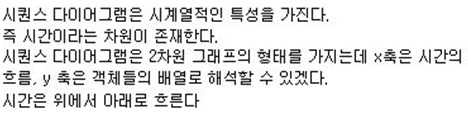 시퀀스 다이어그램은 시계열적인 특성을 가진다.
즉 시간이라는 차원이 존재한다.
시퀀스 다이어그램은 2차원 그래프의 형태를 가지는데 x축은 시간의
흐름, y 축은 객체들의 배열로 해석할 수 있겠다.
시간은 위에서 아래로 흐른다